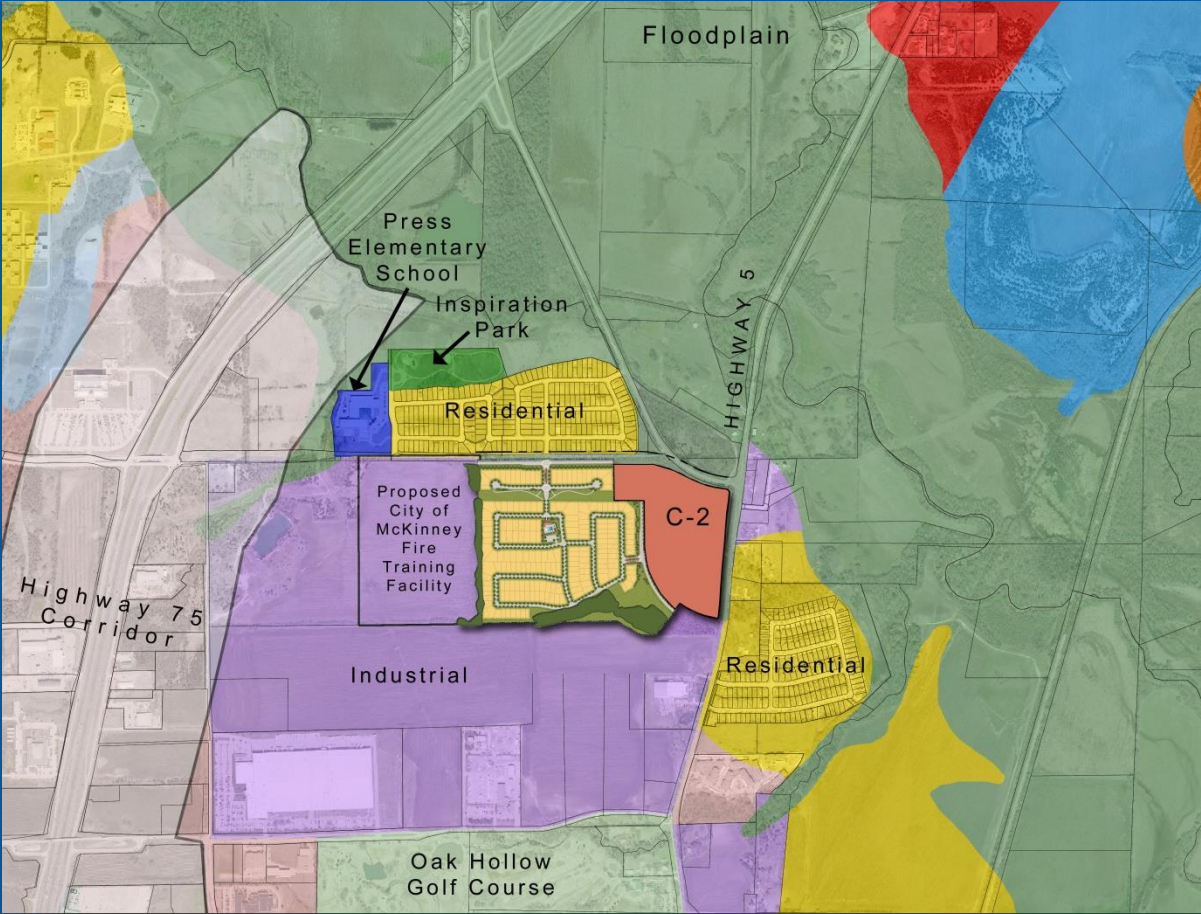 Floodplain
Press
Elementary
School
Inspiration
Park
HIGHWAY 5
Residential
Proposed
City of
McKinney
Fire
Training
Facility
C-2
Highway 75
Corridor
Industrial
Residential
Oak Hollow
Golf Course